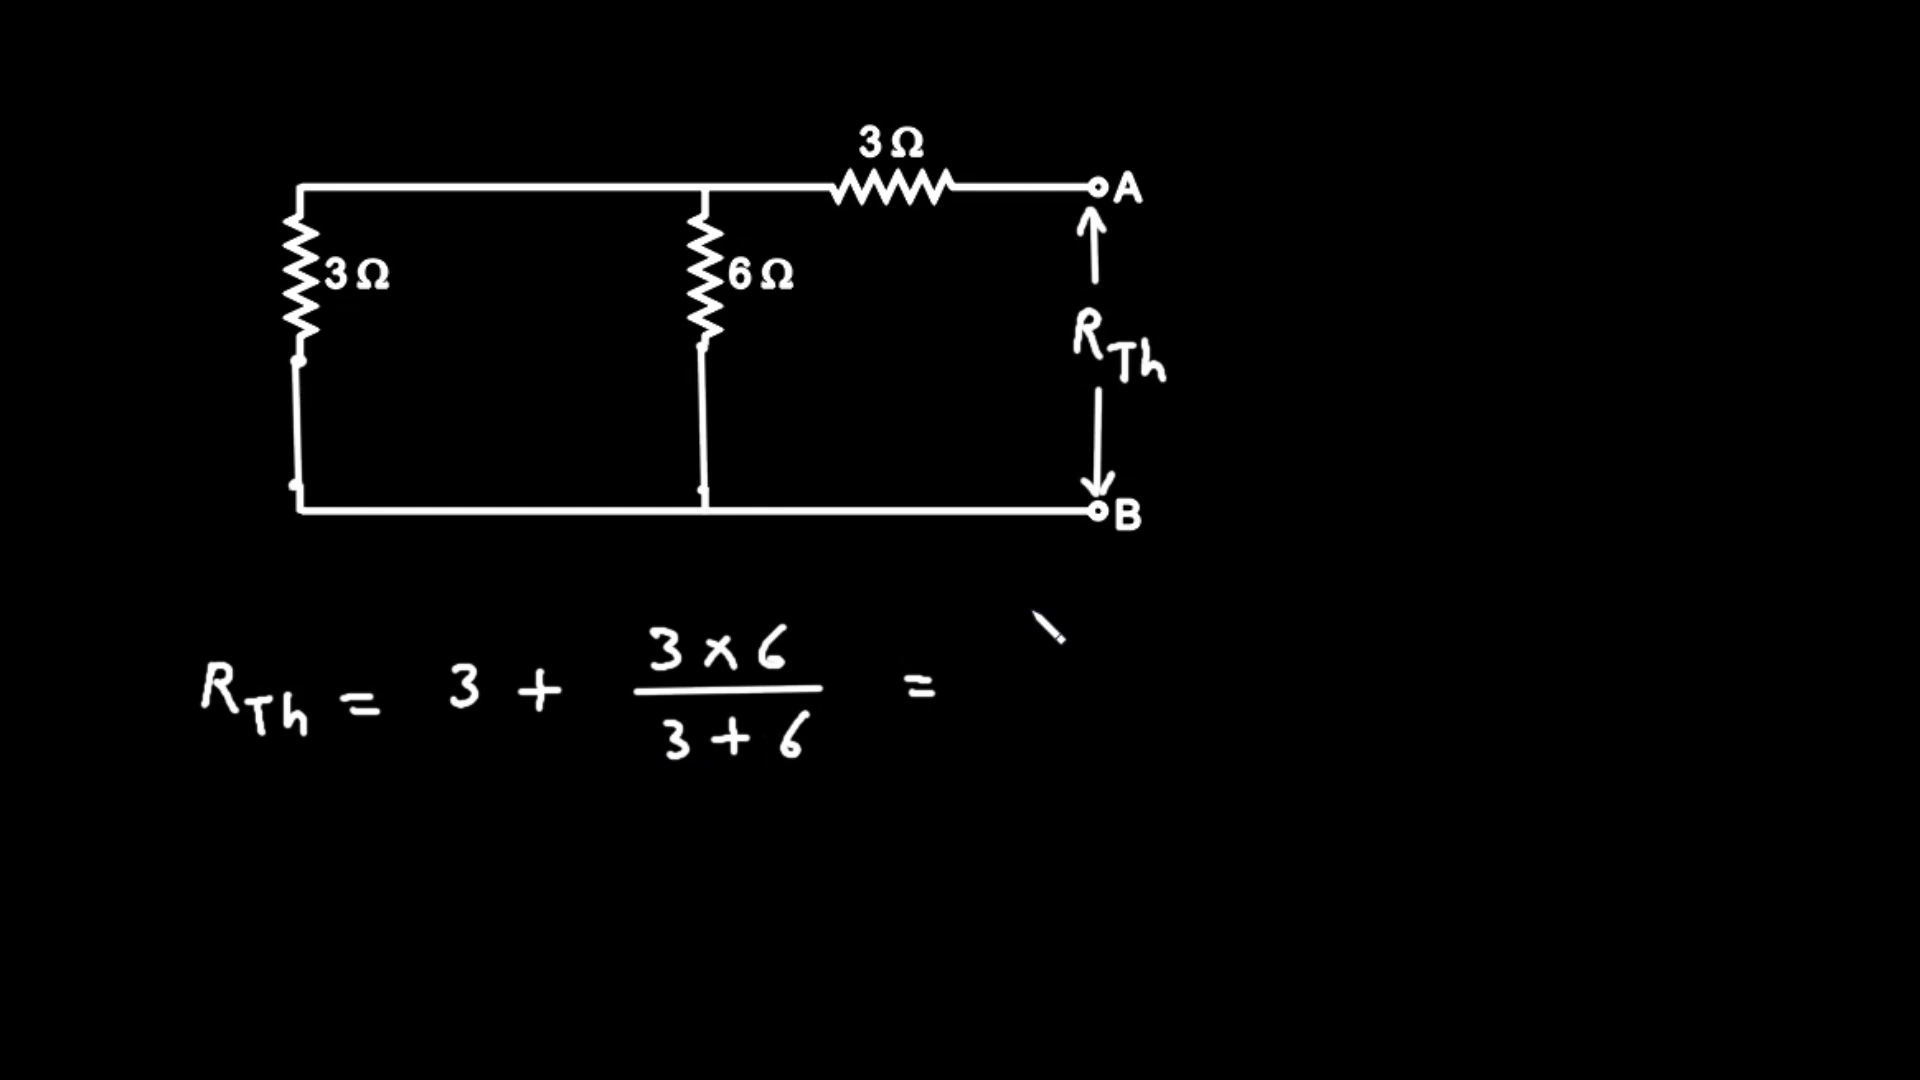 3Ω
A
3Ω
6Ω
R_Th
B
R_Th = 3 + (3 × 6)/(3 + 6) =